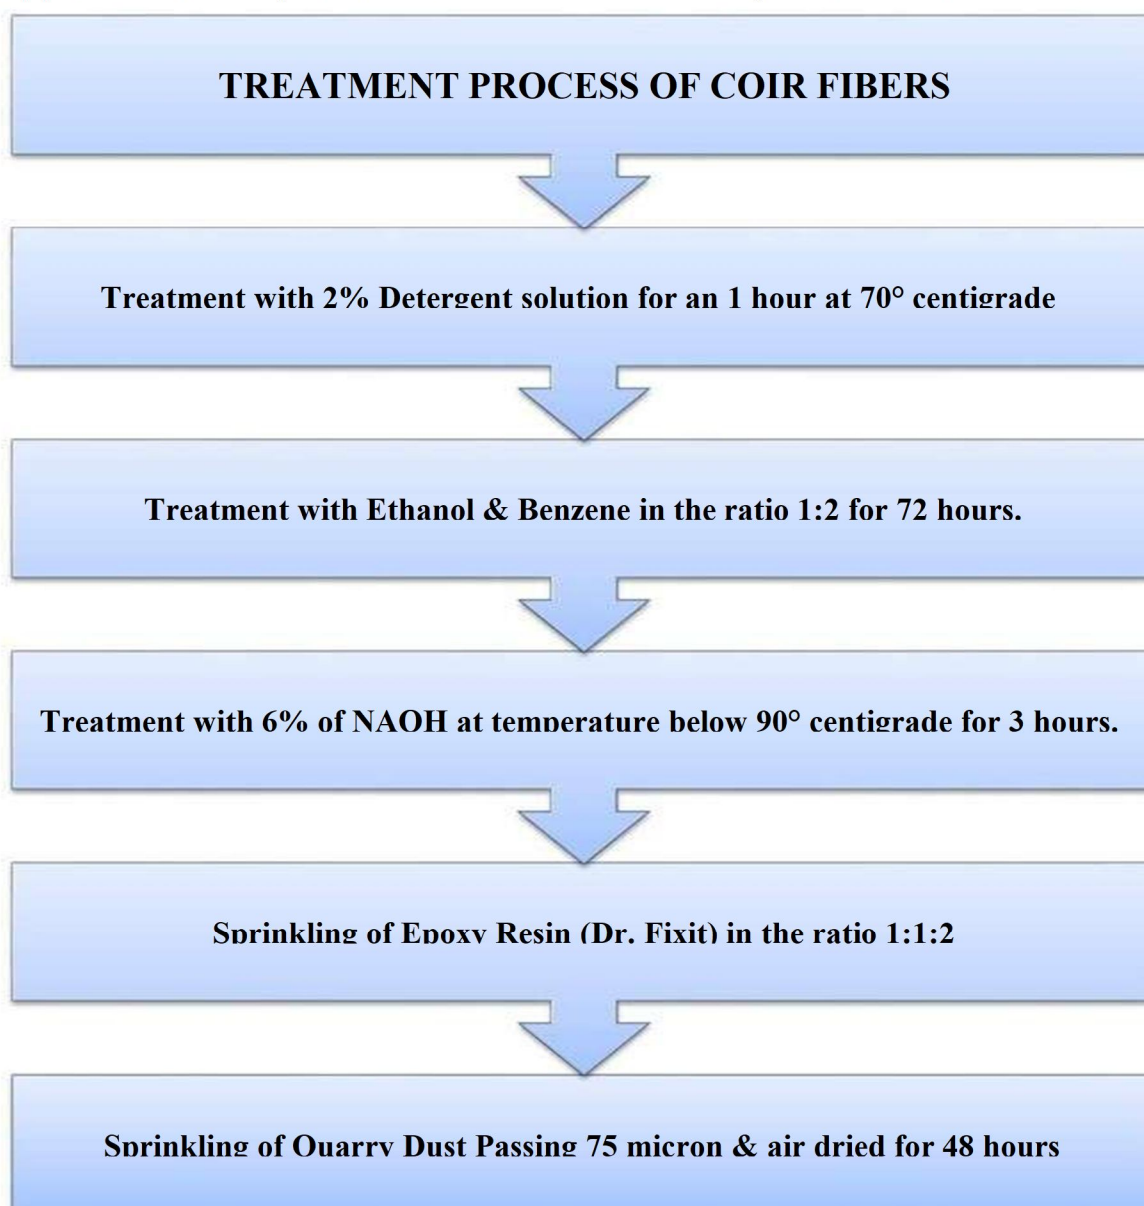 TREATMENT PROCESS OF COIR FIBERS
Treatment with 2% Detergent solution for an 1 hour at 70° centigrade
Treatment with Ethanol & Benzene in the ratio 1:2 for 72 hours.
Treatment with 6% of NAOH at temperature below 90° centigrade for 3 hours.
Sprinkling of Epoxy Resin (Dr. Fixit) in the ratio 1:1:2
Sprinkling of Quarry Dust Passing 75 micron & air dried for 48 hours